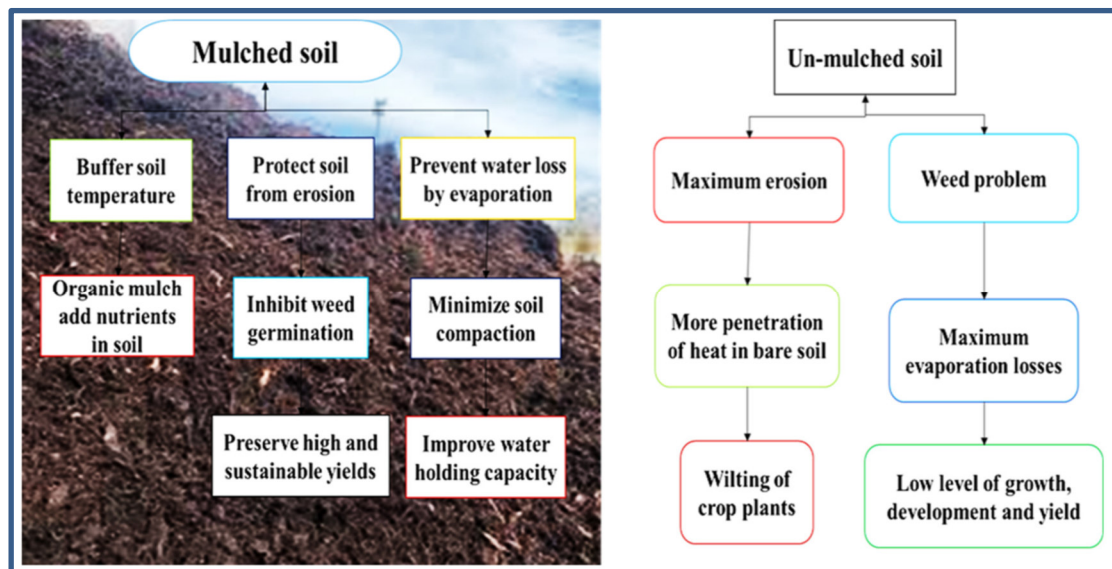 Mulched soil
Buffer soil
temperature
Protect soil
from erosion
Prevent water loss
by evaporation
Organic mulch
add nutrients
in soil
Inhibit weed
germination
Minimize soil
compaction
Preserve high and
sustainable yields
Improve water
holding capacity
Un-mulched soil
Maximum erosion
Weed problem
More penetration
of heat in bare soil
Maximum
evaporation losses
Wilting of
crop plants
Low level of growth,
development and yield